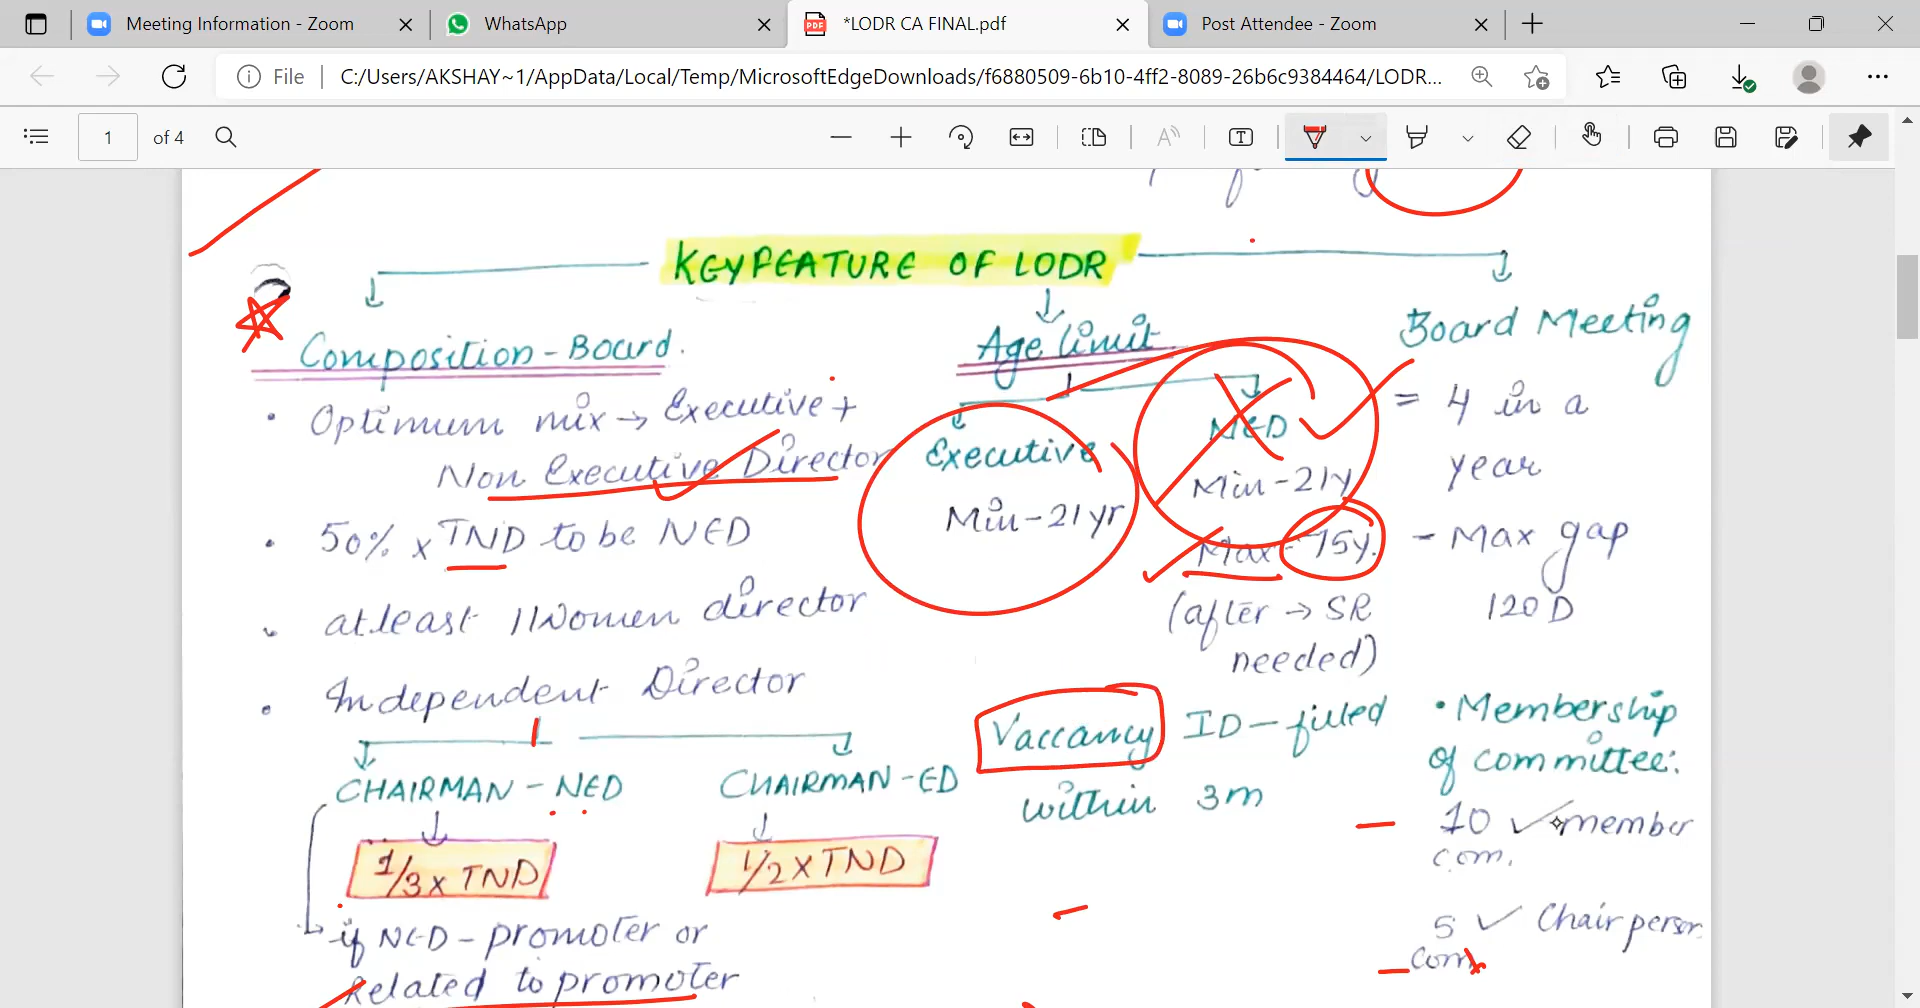 Meeting Information - Zoom
WhatsApp
*LODR CA FINAL.pdf
Post Attendee - Zoom
File
C:/Users/AKSHAY~1/AppData/Local/Temp/MicrosoftEdgeDownloads/f6880509-6b10-4ff2-8089-26b6c9384464/LODR...
1 of 4
KEYFEATURE OF LODR
Composition - Board.
• Optimum mix → Executive +
Non Executive Director
• 50% x TND to be NED
• atleast 1 Women director
• Independent Director
CHAIRMAN - NED
1/3 x TND
CHAIRMAN - ED
1/2 X TND
if NED - promoter or
Related to promoter
Age limit
Executive
Min - 21 yr
NED
Min - 21y
Max - 75y.
(after → SR
needed)
Vaccancy ID - filled
within 3m
Board Meeting
= 4 in a
year
- Max gap
120 D
• Membership
of committee:
10 ✓ member
com.
5 ✓ Chairperson
Com.